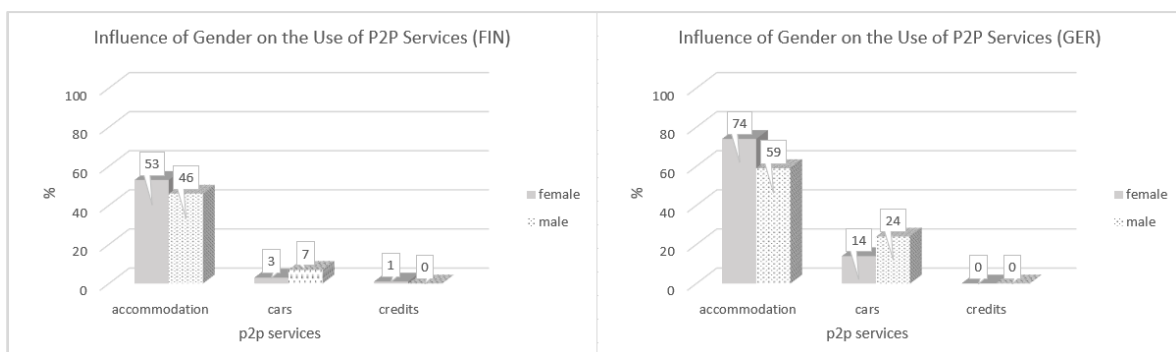 Influence of Gender on the Use of P2P Services (FIN)
100
80
60
40
20
0
%
53
46
3
7
1
0
accommodation
cars
credits
p2p services
female
male
Influence of Gender on the Use of P2P Services (GER)
100
80
60
40
20
0
%
74
59
14
24
0
0
accommodation
cars
credits
p2p services
female
male